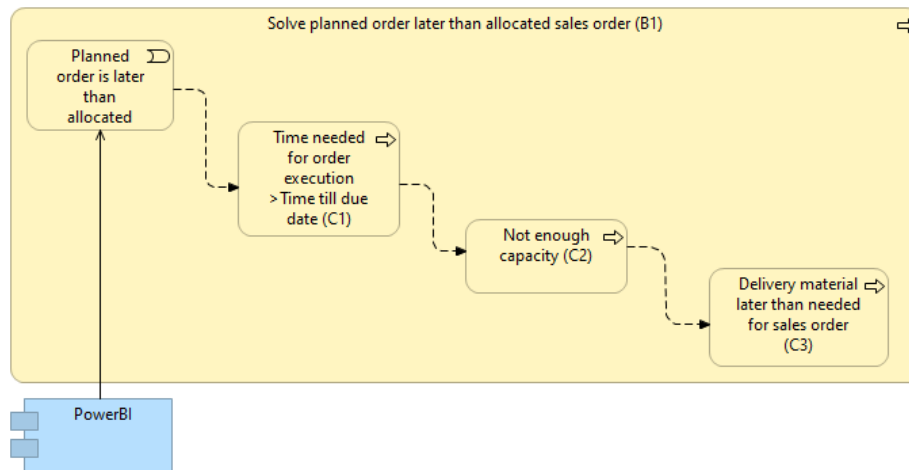 Solve planned order later than allocated sales order (B1)
Planned
order is later
than
allocated
Time needed
for order
execution
>Time till due
date (C1)
Not enough
capacity (C2)
Delivery material
later than needed
for sales order
(C3)
PowerBI